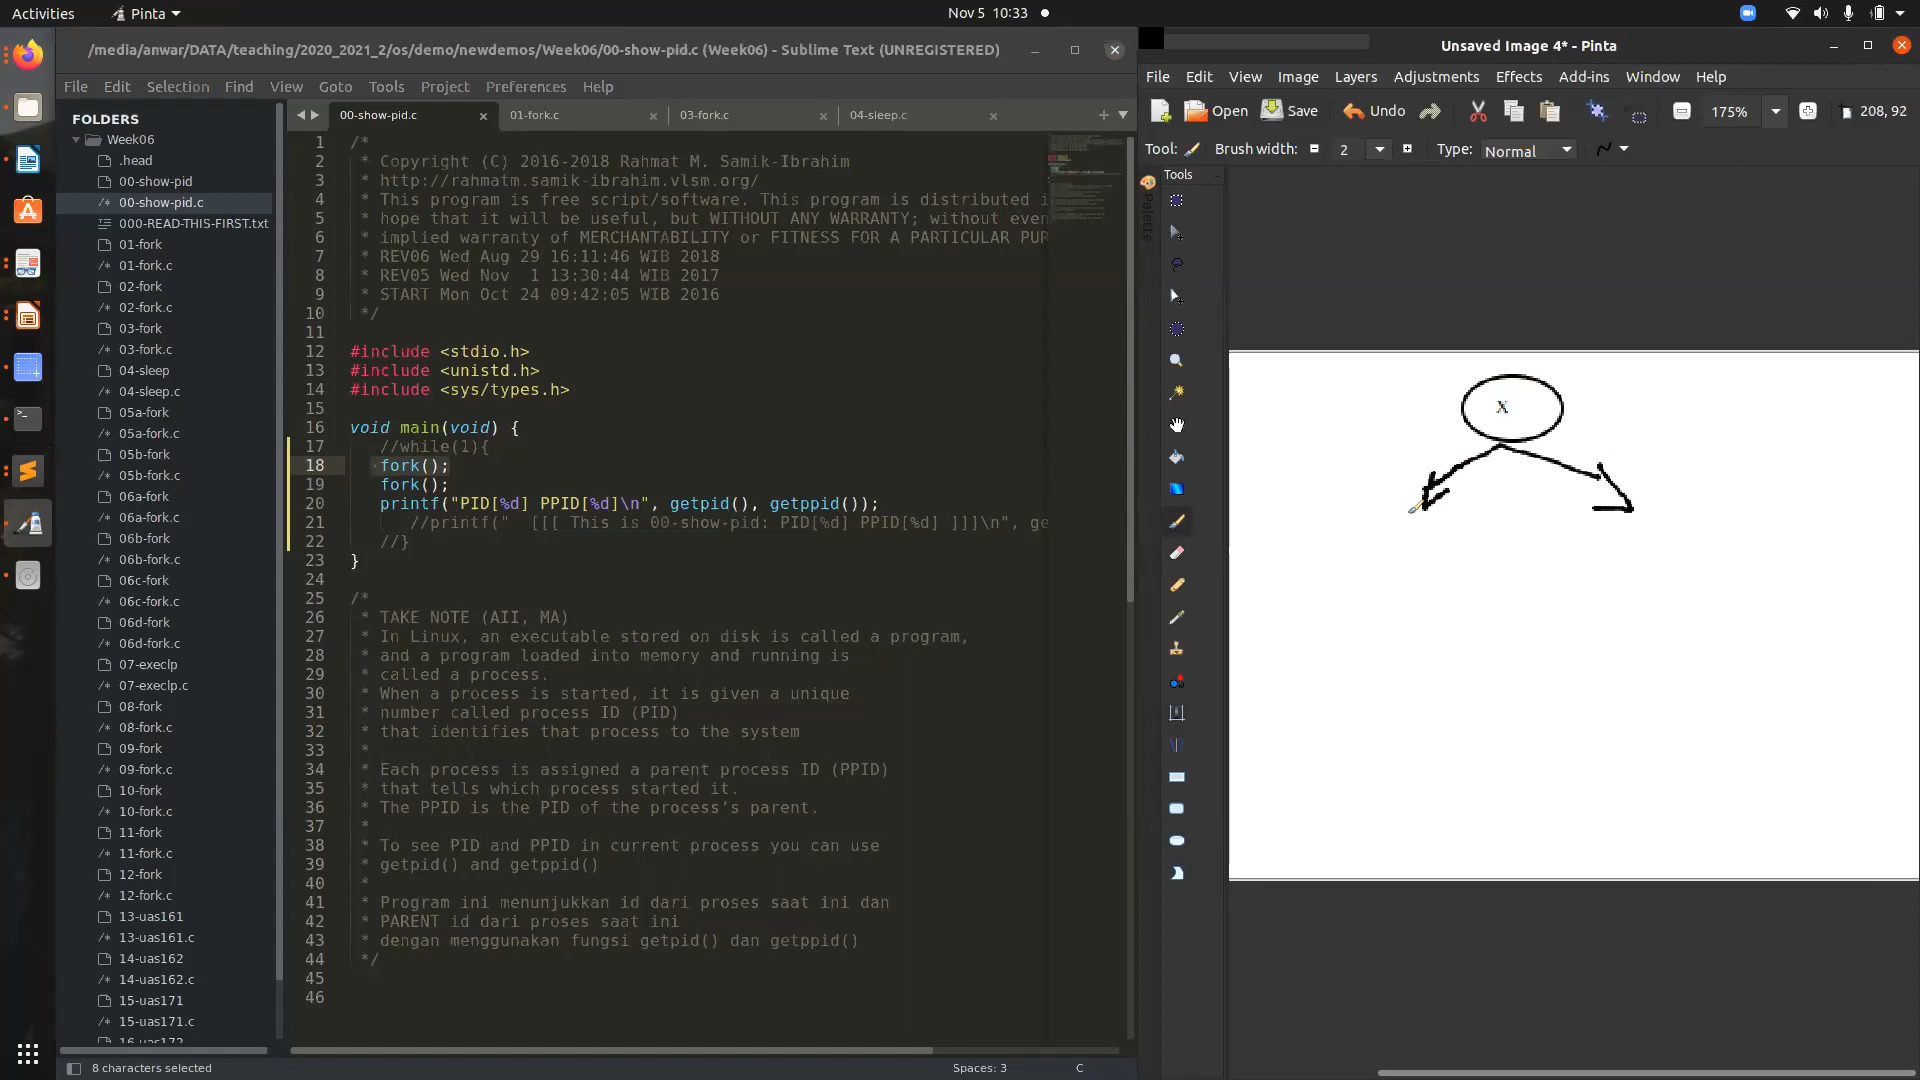 Activities
Pinta
Nov 5 10:33
/media/anwar/DATA/teaching/2020_2021_2/os/demo/newdemos/Week06/00-show-pid.c (Week06) - Sublime Text (UNREGISTERED)
File Edit Selection Find View Goto Tools Project Preferences Help
FOLDERS
Week06
.head
00-show-pid
/* 00-show-pid.c
000-READ-THIS-FIRST.txt
01-fork
/* 01-fork.c
02-fork
/* 02-fork.c
03-fork
/* 03-fork.c
04-sleep
/* 04-sleep.c
05a-fork
/* 05a-fork.c
05b-fork
/* 05b-fork.c
06a-fork
/* 06a-fork.c
06b-fork
/* 06b-fork.c
06c-fork
/* 06c-fork.c
06d-fork
/* 06d-fork.c
07-execlp
/* 07-execlp.c
08-fork
/* 08-fork.c
09-fork
/* 09-fork.c
10-fork
/* 10-fork.c
11-fork
/* 11-fork.c
12-fork
/* 12-fork.c
13-uas161
/* 13-uas161.c
14-uas162
/* 14-uas162.c
15-uas171
/* 15-uas171.c
16-uas172
00-show-pid.c 01-fork.c 03-fork.c 04-sleep.c
1 /*
2 * Copyright (C) 2016-2018 Rahmat M. Samik-Ibrahim
3 * http://rahmatm.samik-ibrahim.vlsm.org/
4 * This program is free script/software. This program is distributed i
5 * hope that it will be useful, but WITHOUT ANY WARRANTY; without even
6 * implied warranty of MERCHANTABILITY or FITNESS FOR A PARTICULAR PUR
7 * REV06 Wed Aug 29 16:11:46 WIB 2018
8 * REV05 Wed Nov  1 13:30:44 WIB 2017
9 * START Mon Oct 24 09:42:05 WIB 2016
10 */
11
12 #include <stdio.h>
13 #include <unistd.h>
14 #include <sys/types.h>
15
16 void main(void) {
17 //while(1){
18 fork();
19 fork();
20 printf("PID[%d] PPID[%d]\n", getpid(), getppid());
21 //printf("  [[[ This is 00-show-pid: PID[%d] PPID[%d] ]]]\n", ge
22 //}
23 }
24
25 /*
26 * TAKE NOTE (AII, MA)
27 * In Linux, an executable stored on disk is called a program,
28 * and a program loaded into memory and running is
29 * called a process.
30 * When a process is started, it is given a unique
31 * number called process ID (PID)
32 * that identifies that process to the system
33 *
34 * Each process is assigned a parent process ID (PPID)
35 * that tells which process started it.
36 * The PPID is the PID of the process’s parent.
37 *
38 * To see PID and PPID in current process you can use
39 * getpid() and getppid()
40 *
41 * Program ini menunjukkan id dari proses saat ini dan
42 * PARENT id dari proses saat ini
43 * dengan menggunakan fungsi getpid() dan getppid()
44 */
45
46
8 characters selected
Spaces: 3
C
Unsaved Image 4* - Pinta
File Edit View Image Layers Adjustments Effects Add-ins Window Help
Open Save Undo 175% 208, 92
Tool: Brush width: 2 Type: Normal
Palette
Tools
X